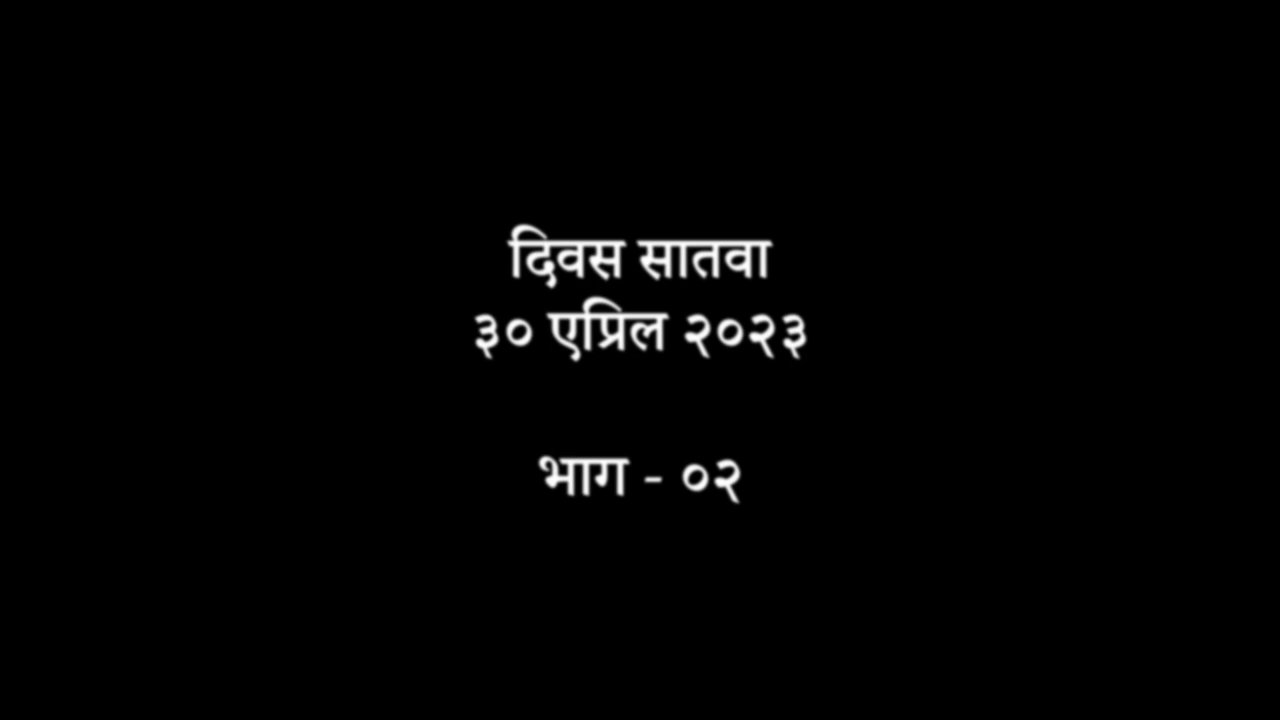 दिवस सातवा
३० एप्रिल २०२३
भाग - ०२